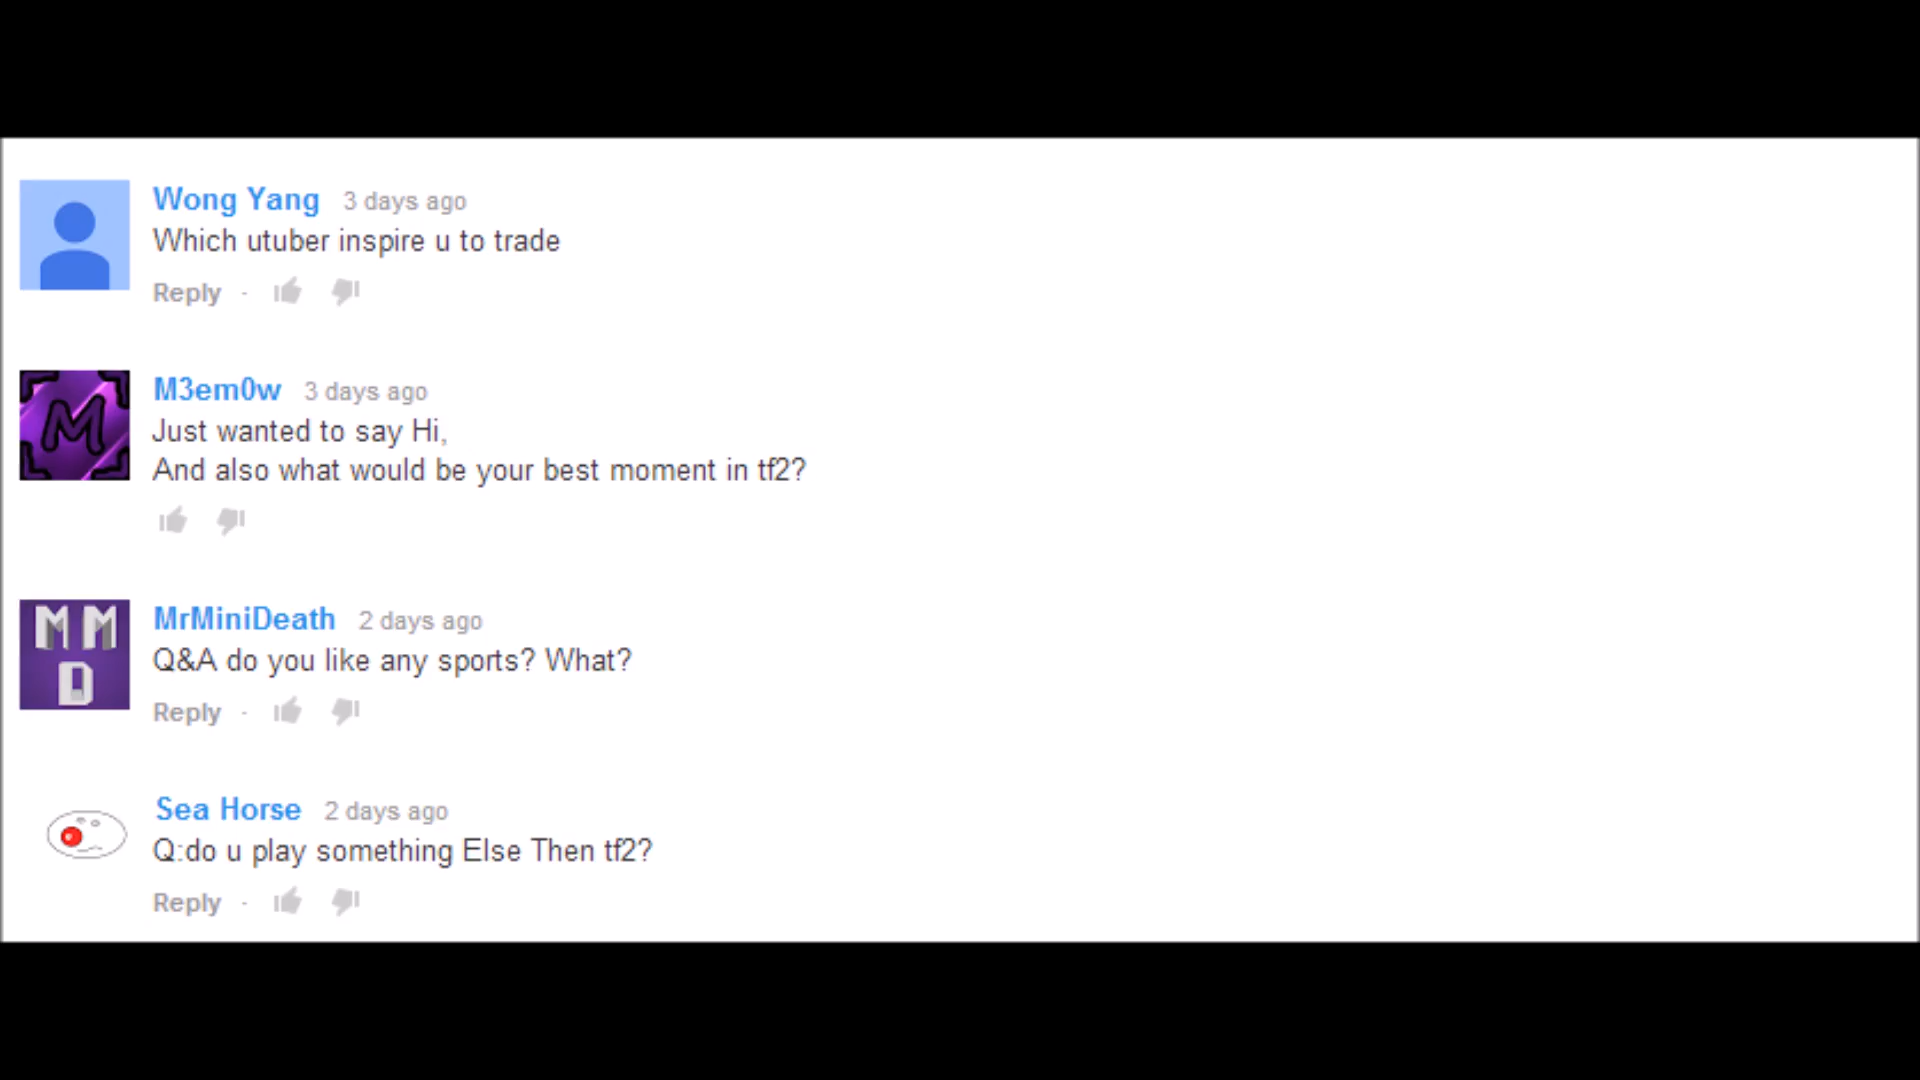 Wong Yang 3 days ago
Which utuber inspire u to trade
Reply ·
M
M3em0w 3 days ago
Just wanted to say Hi,
And also what would be your best moment in tf2?
M M
D
MrMiniDeath 2 days ago
Q&A do you like any sports? What?
Reply ·
Sea Horse 2 days ago
Q:do u play something Else Then tf2?
Reply ·